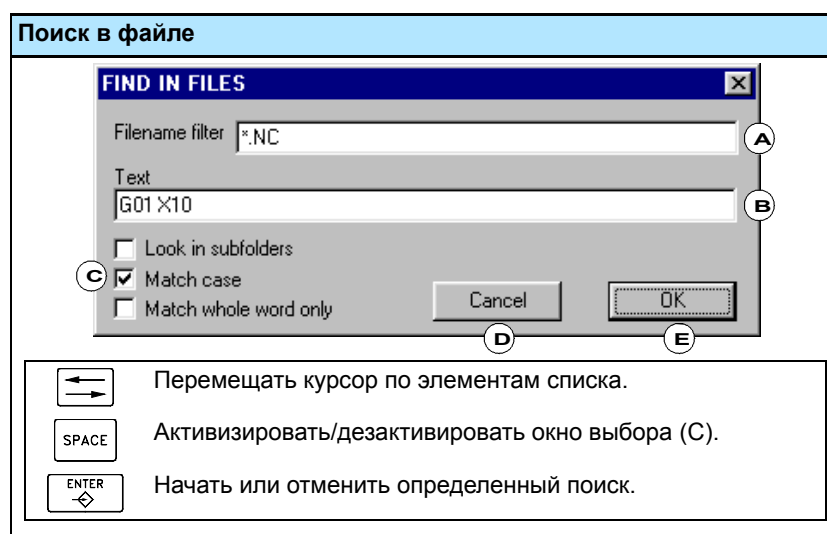 Поиск в файле
FIND IN FILES
Filename filter *.NC
A
Text
G01 X10
B
Look in subfolders
C
Match case
Match whole word only
Cancel
OK
D
E
Перемещать курсор по элементам списка.
SPACE Активизировать/дезактивировать окно выбора (C).
ENTER Начать или отменить определенный поиск.